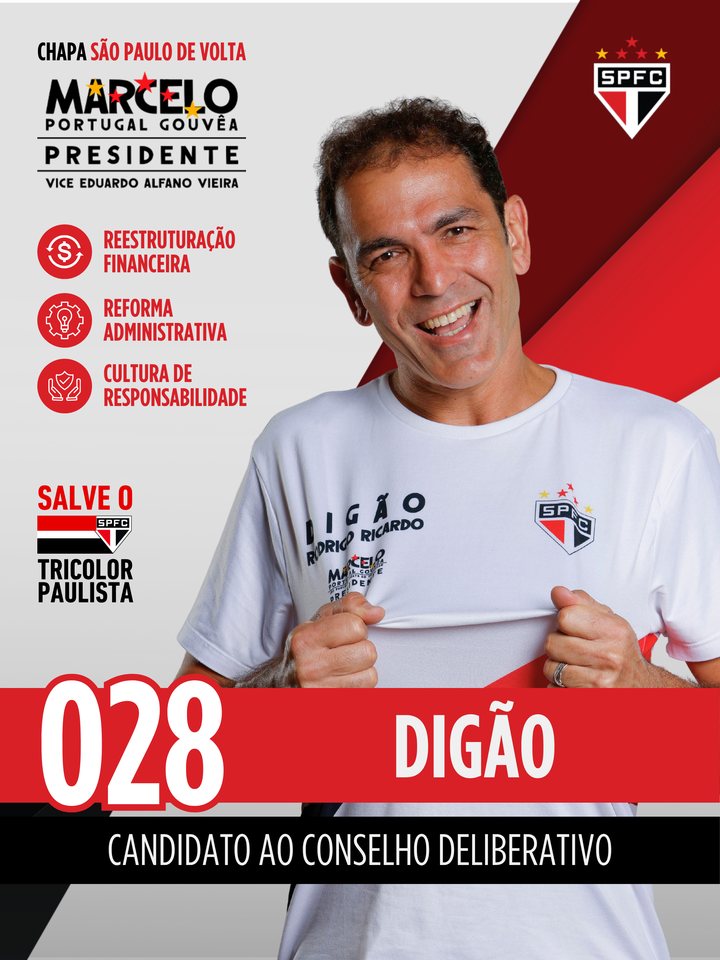 CHAPA SÃO PAULO DE VOLTA
MARCELO
PORTUGAL GOUVÊA
PRESIDENTE
VICE EDUARDO ALFANO VIEIRA
SPFC
REESTRUTURAÇÃO
FINANCEIRA
REFORMA
ADMINISTRATIVA
CULTURA DE
RESPONSABILIDADE
SALVE O
SPFC
TRICOLOR
PAULISTA
DIGÃO
RODRIGO RICARDO
MARCELO
SPFC
028
DIGÃO
CANDIDATO AO CONSELHO DELIBERATIVO